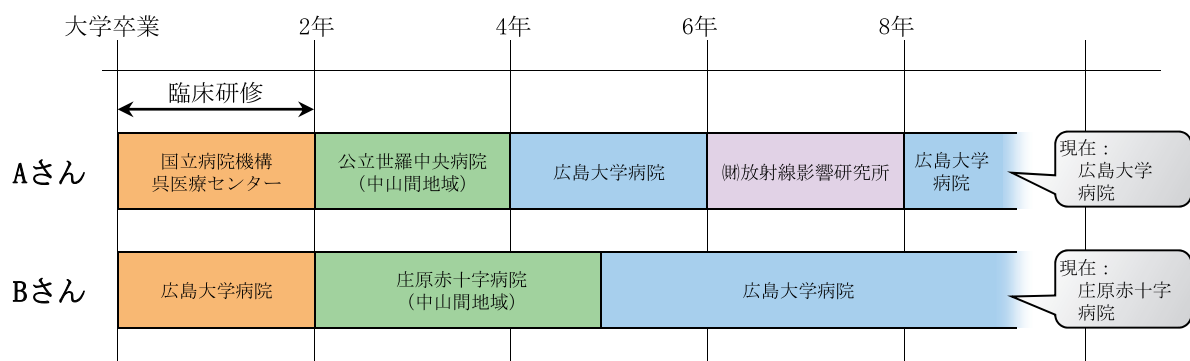 大学卒業
2年
4年
6年
8年
臨床研修
Aさん
国立病院機構
呉医療センター
公立世羅中央病院
(中山間地域)
広島大学病院
㈶放射線影響研究所
広島大学
病院
現在：
広島大学
病院
Bさん
広島大学病院
庄原赤十字病院
(中山間地域)
広島大学病院
現在：
庄原赤十字
病院